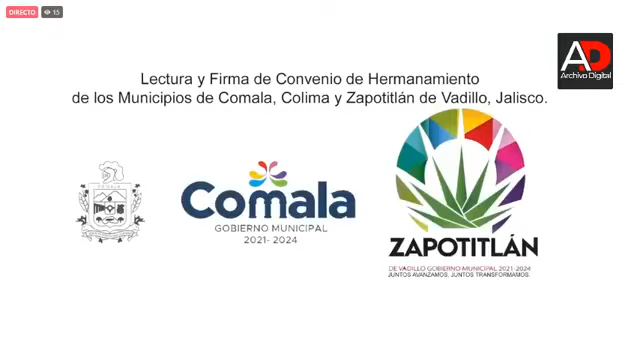 DIRECTO 15
AD
Archivo Digital
Lectura y Firma de Convenio de Hermanamiento
de los Municipios de Comala, Colima y Zapotitlán de Vadillo, Jalisco.
COMALA
Comala
GOBIERNO MUNICIPAL
2021- 2024
ZAPOTITLÁN
DE VADILLO GOBIERNO MUNICIPAL 2021-2024
JUNTOS AVANZAMOS, JUNTOS TRANSFORMAMOS.